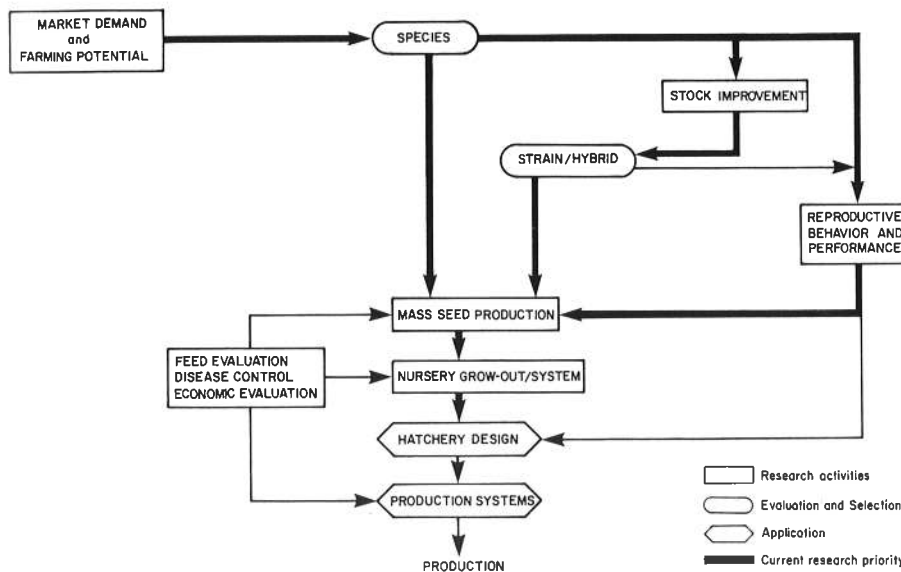 MARKET DEMAND
and
FARMING POTENTIAL
SPECIES
STOCK IMPROVEMENT
STRAIN/HYBRID
REPRODUCTIVE
BEHAVIOR AND
PERFORMANCE
MASS SEED PRODUCTION
FEED EVALUATION
DISEASE CONTROL
ECONOMIC EVALUATION
NURSERY GROW-OUT/SYSTEM
HATCHERY DESIGN
PRODUCTION SYSTEMS
PRODUCTION
Research activities
Evaluation and Selection
Application
Current research priority